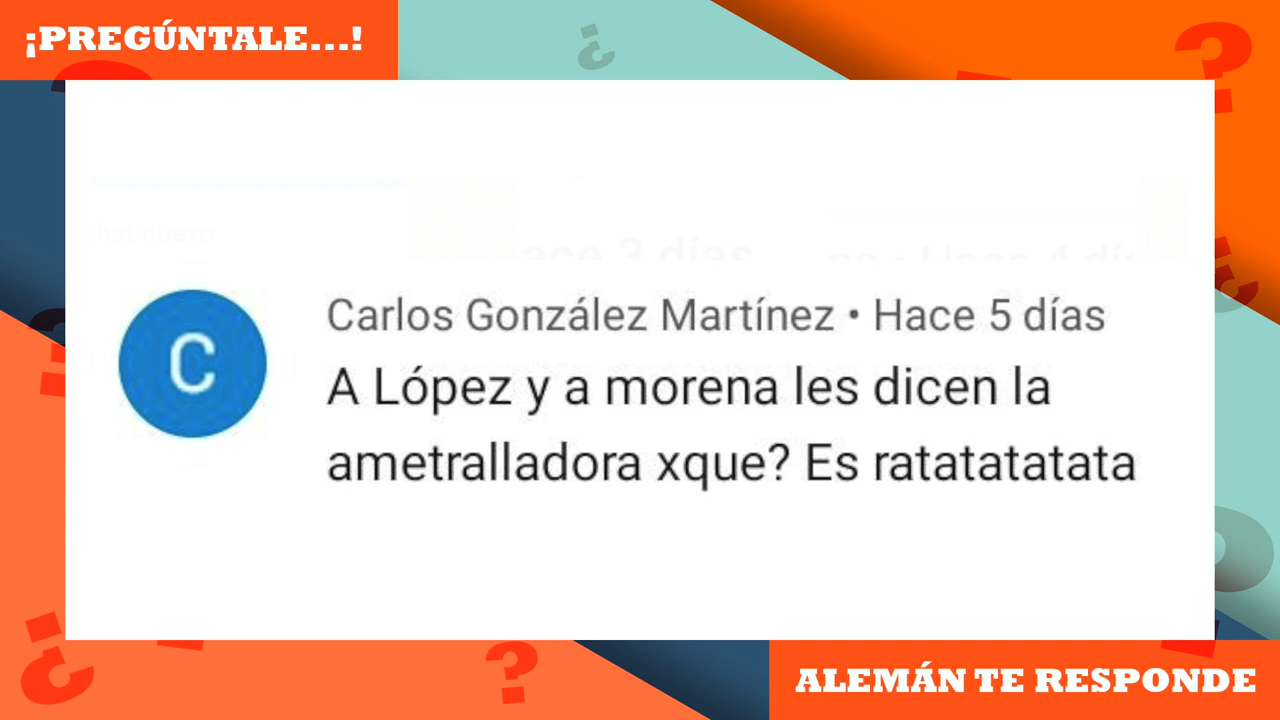 ¡PREGÚNTALE...!
Carlos González Martínez • Hace 5 días
A López y a morena les dicen la
ametralladora xque? Es ratatatatata
ALEMÁN TE RESPONDE